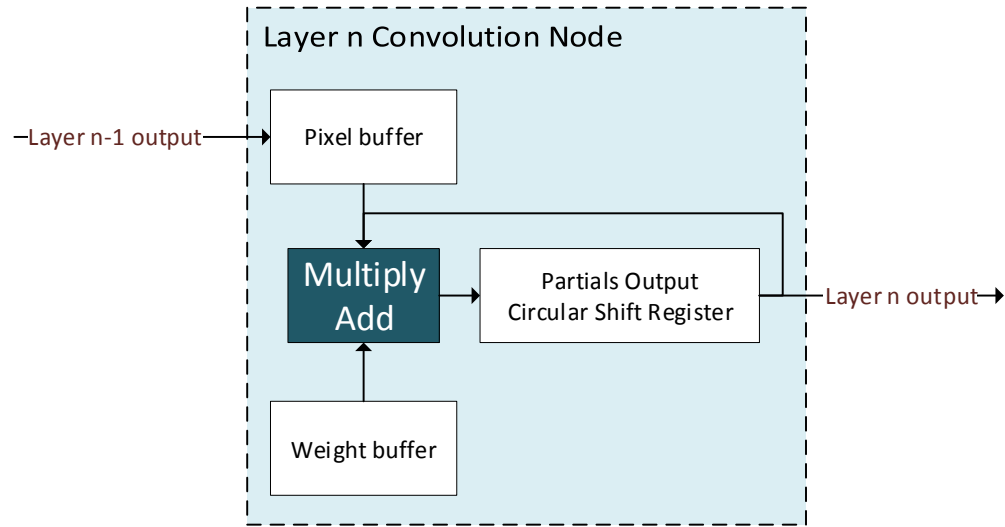 Layer n Convolution Node
Pixel buffer
Layer n-1 output
Multiply
Add
Partials Output
Circular Shift Register
Layer n output
Weight buffer